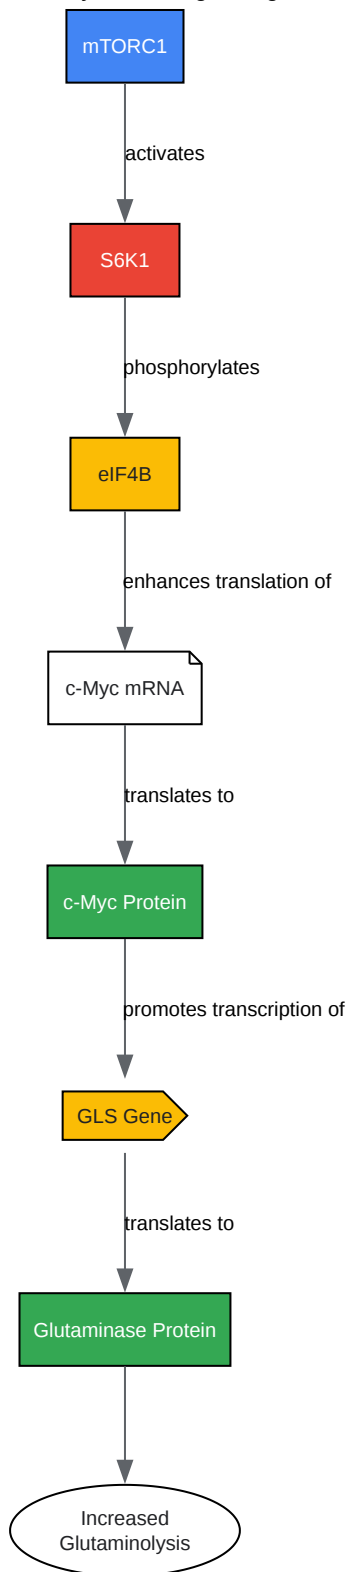 mTORC1
activates
S6K1
phosphorylates
eIF4B
enhances translation of
c-Myc mRNA
translates to
c-Myc Protein
promotes transcription of
GLS Gene
translates to
Glutaminase Protein
Increased
Glutaminolysis